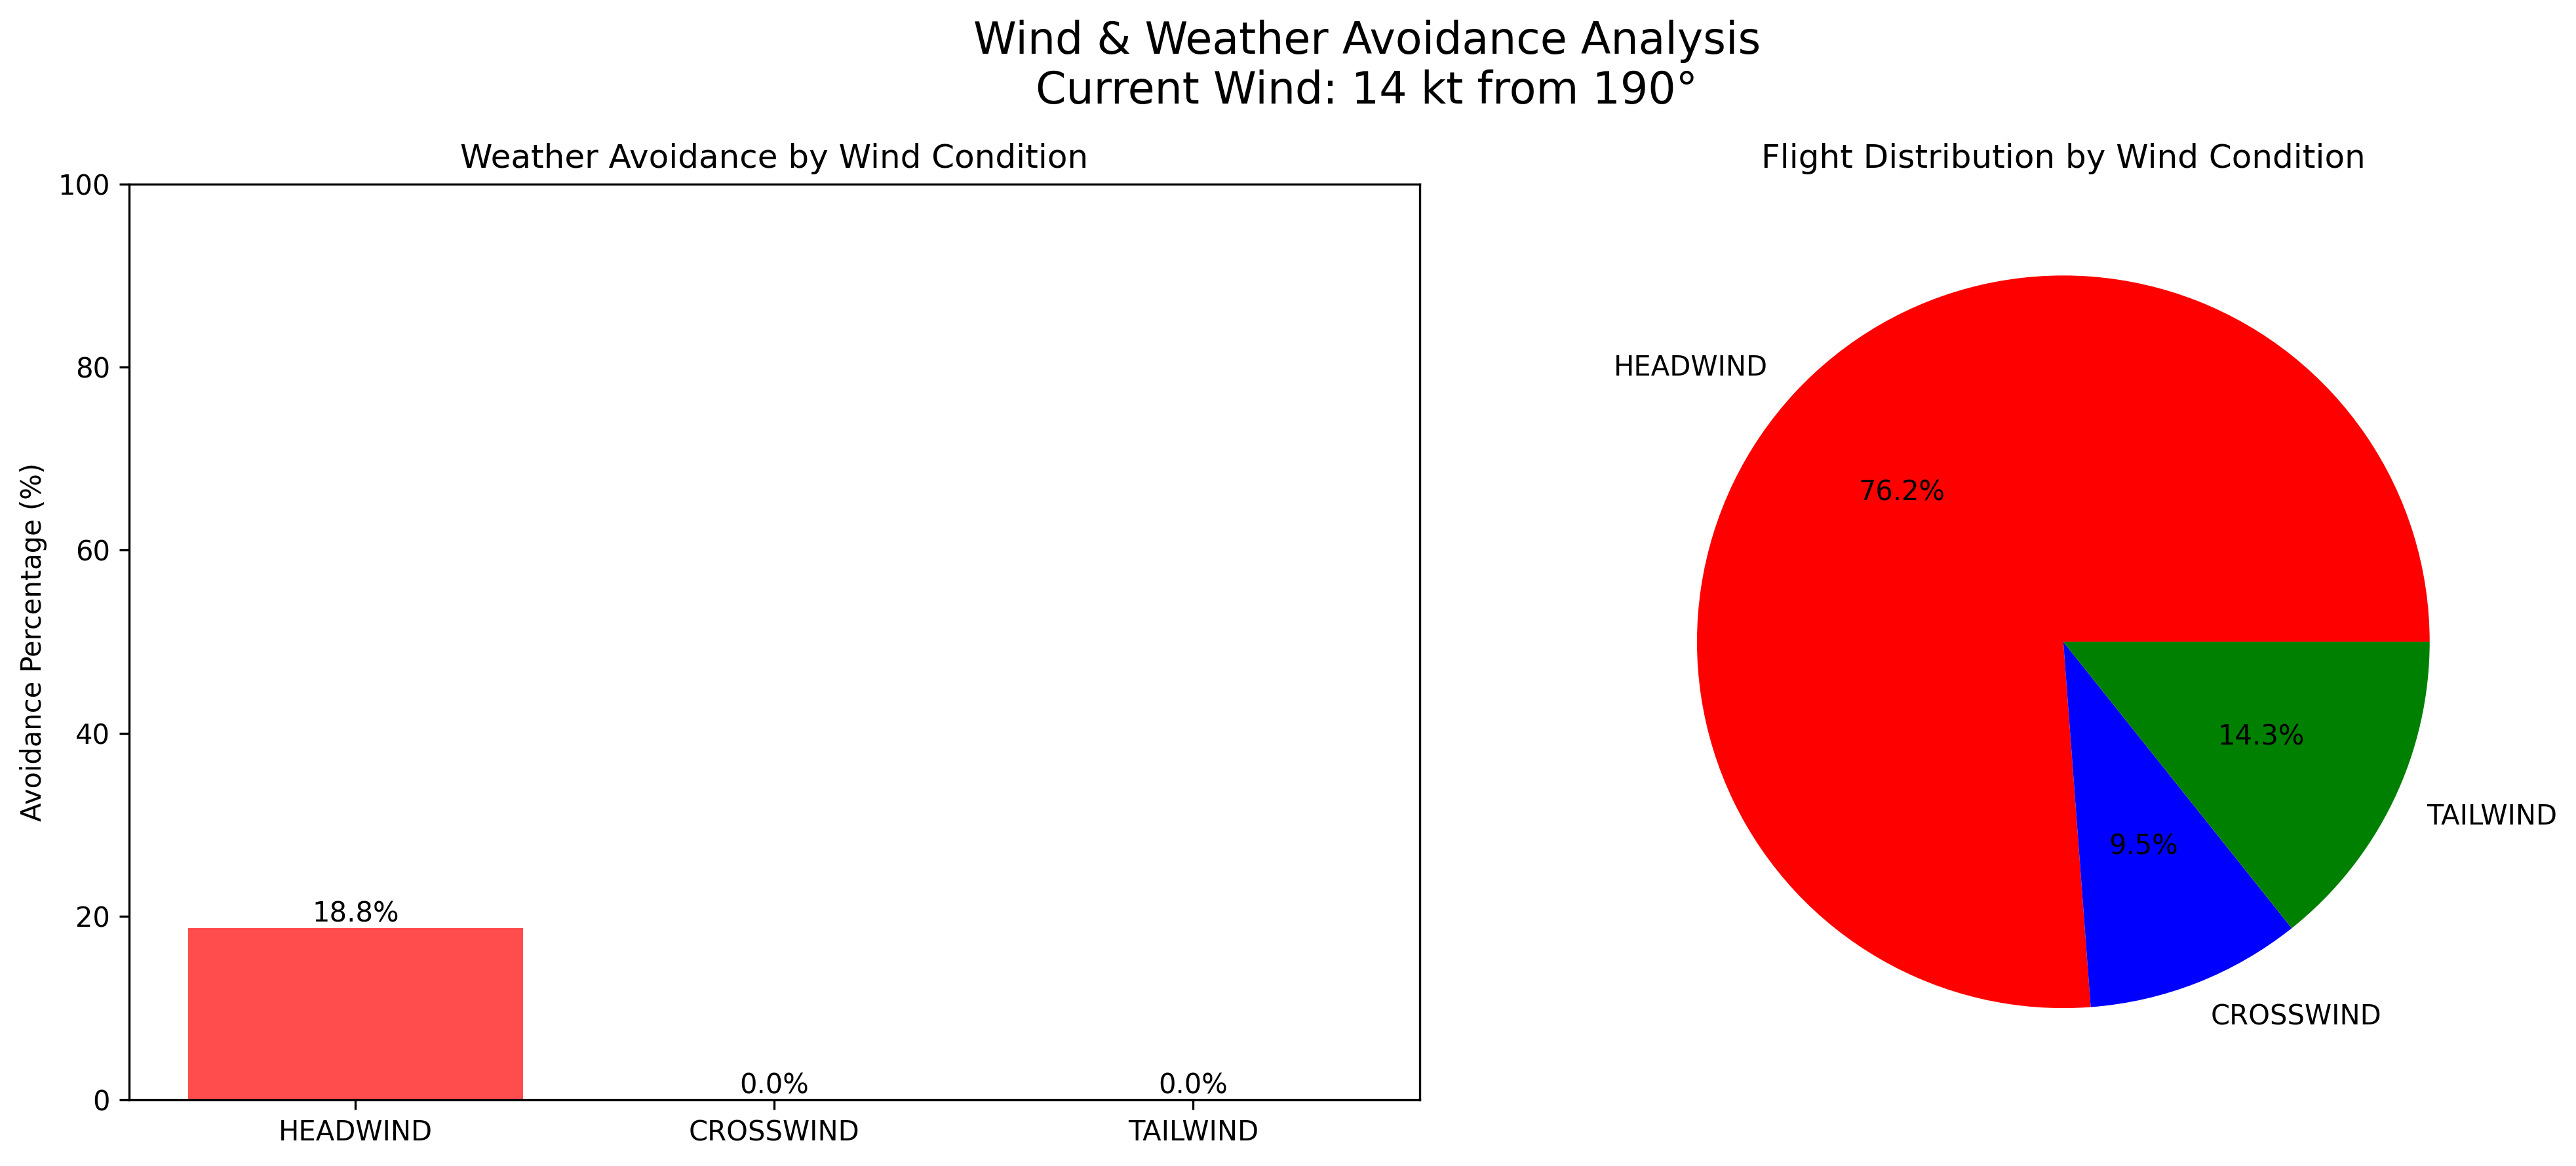 Wind & Weather Avoidance Analysis
Current Wind: 14 kt from 190°
Weather Avoidance by Wind Condition
Avoidance Percentage (%)
100
80
60
40
20
0
18.8%
0.0%
0.0%
HEADWIND
CROSSWIND
TAILWIND
Flight Distribution by Wind Condition
HEADWIND
76.2%
14.3%
TAILWIND
9.5%
CROSSWIND